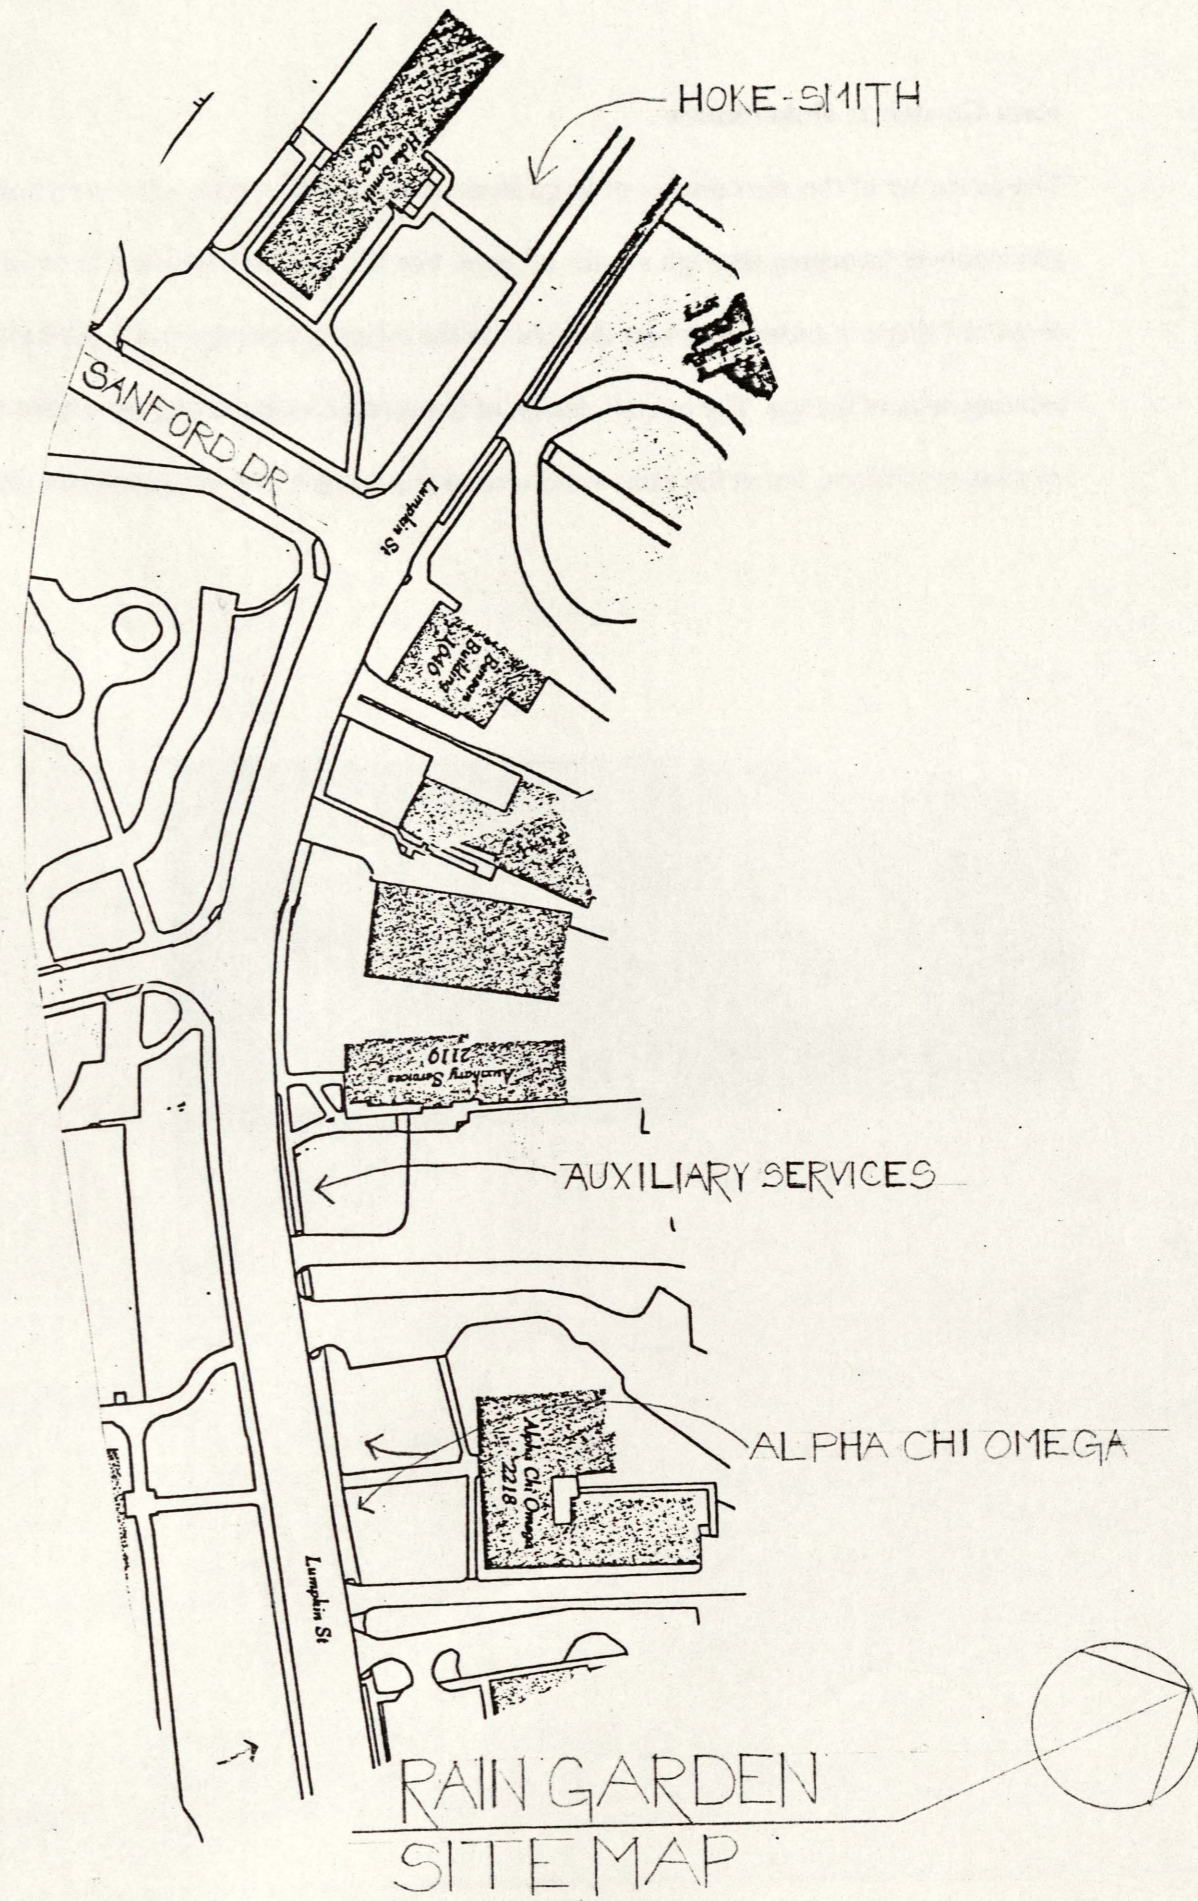 HOKE-SMITH
Hoke Smith
1043
SANFORD DR
Lumpkin St
Benson
Building
1040
Auxiliary Services
2119
AUXILIARY SERVICES
Alpha Chi Omega
2218
ALPHA CHI OMEGA
Lumpkin St
RAIN GARDEN
SITE MAP